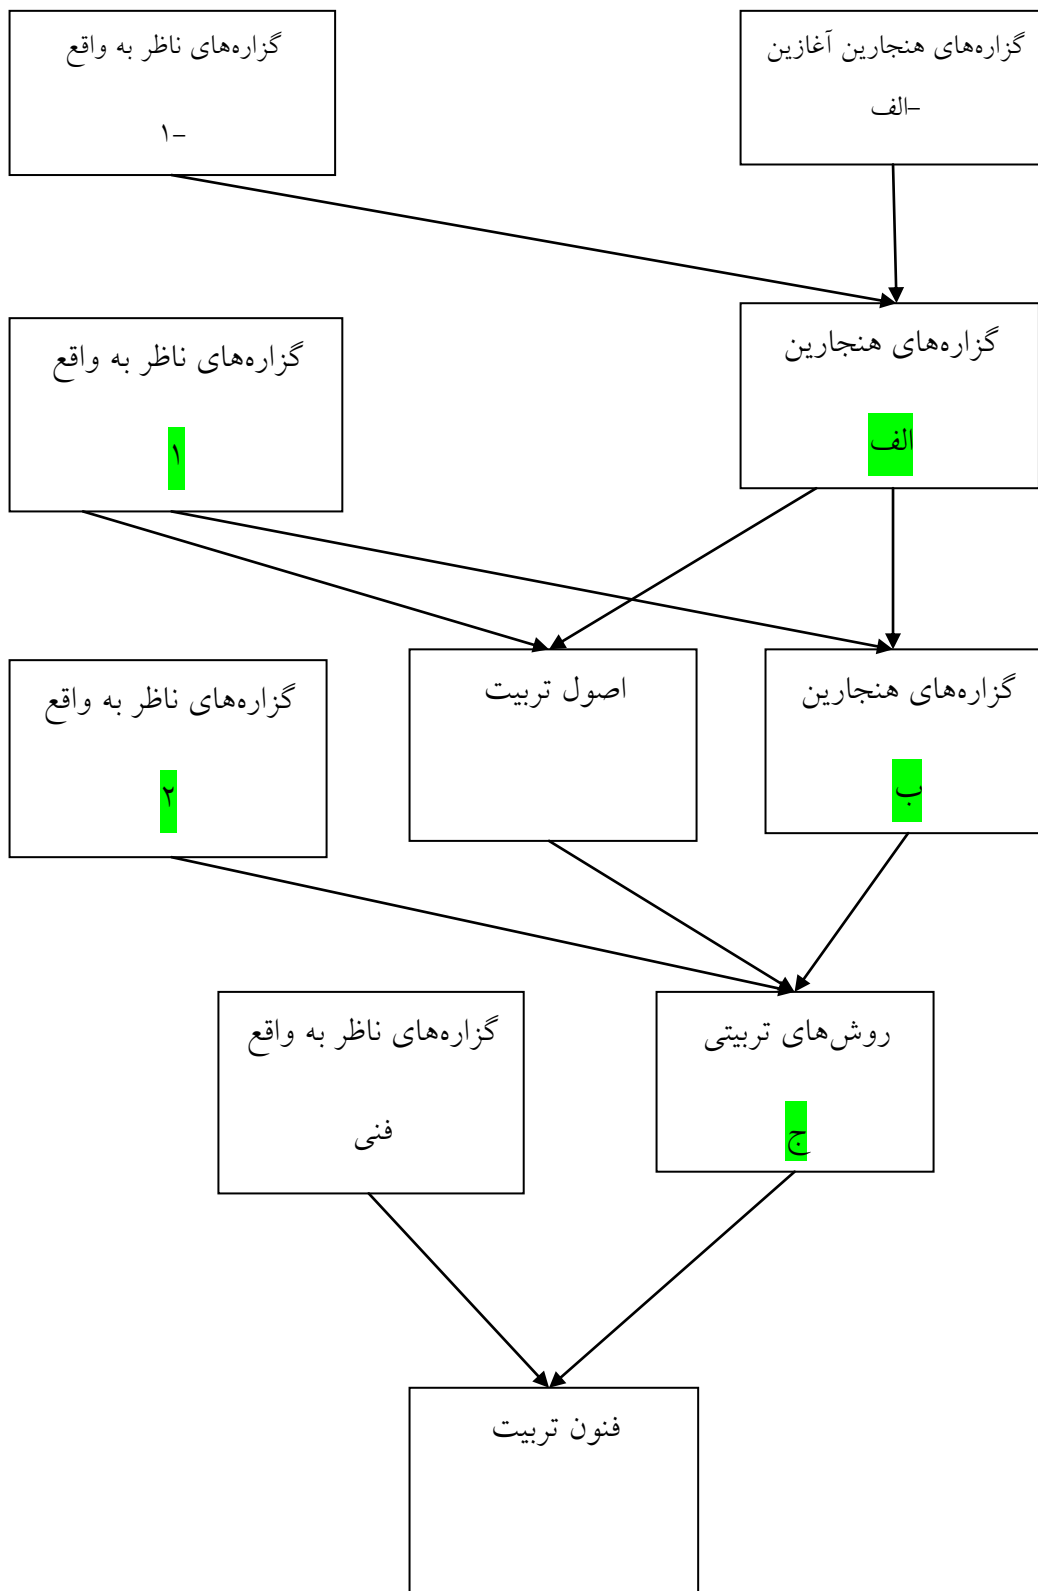 گزاره‌های هنجارین آغازین
-الف
گزاره‌های ناظر به واقع
-۱
گزاره‌های هنجارین
الف
گزاره‌های ناظر به واقع
۱
گزاره‌های هنجارین
ب
اصول تربیت
گزاره‌های ناظر به واقع
۲
روش‌های تربیتی
ج
گزاره‌های ناظر به واقع
فنی
فنون تربیت